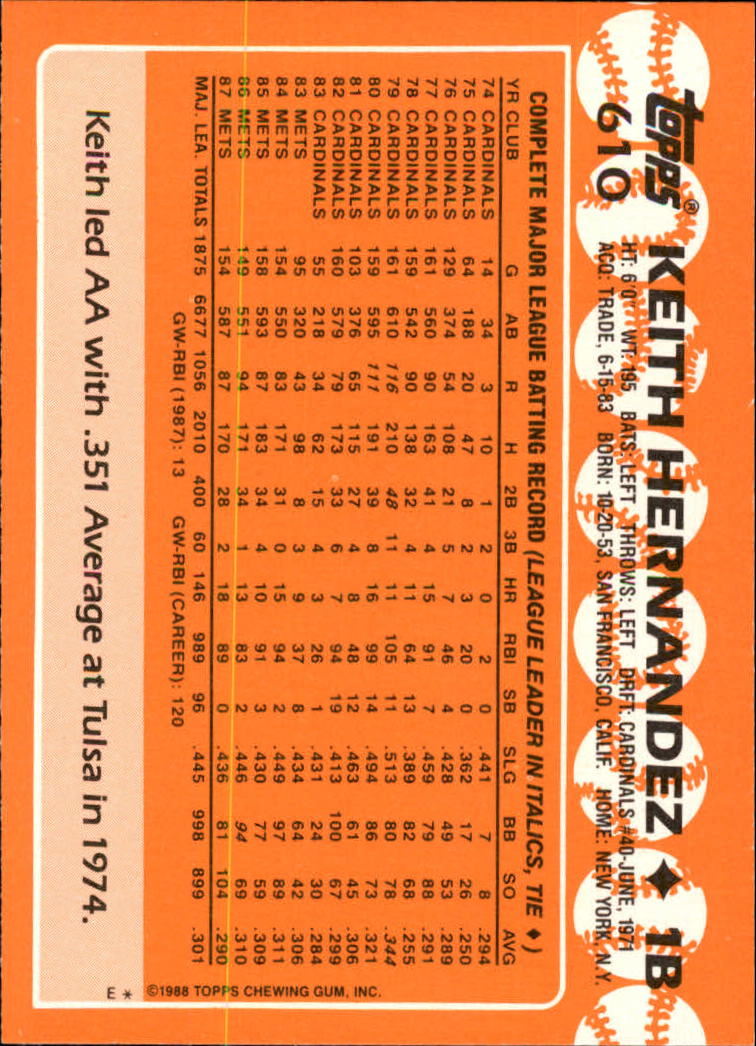 topps®
610
KEITH HERNANDEZ ♦ 1B
HT: 6'0" WT: 195 BATS: LEFT THROWS: LEFT DRFT: CARDINALS #40-JUNE, 1971
ACQ: TRADE, 6-15-83 BORN: 10-20-53, SAN FRANCISCO, CALIF. HOME: NEW YORK, N.Y.
COMPLETE MAJOR LEAGUE BATTING RECORD (LEAGUE LEADER IN ITALICS, TIE ♦)
YR CLUB G AB R H 2B 3B HR RBI SB SLG BB SO AVG
74 CARDINALS 14 34 3 10 1 2 0 2 0 .441 7 8 .294
75 CARDINALS 64 188 20 47 8 2 3 20 0 .362 17 26 .250
76 CARDINALS 129 374 54 108 21 5 7 46 4 .428 49 53 .289
77 CARDINALS 161 560 90 163 41 4 15 91 7 .459 79 88 .291
78 CARDINALS 159 542 90 138 32 4 11 64 13 .389 82 68 .255
79 CARDINALS 161 610 116 210 48 11 11 105 11 .513 80 78 .344
80 CARDINALS 159 595 111 191 39 8 16 99 14 .494 86 73 .321
81 CARDINALS 103 376 65 115 27 4 8 48 12 .463 61 45 .306
82 CARDINALS 160 579 79 173 33 6 7 94 19 .413 100 67 .299
83 CARDINALS 55 218 34 62 15 4 3 26 1 .431 24 30 .284
83 METS 95 320 43 98 8 3 9 37 8 .434 64 42 .306
84 METS 154 550 83 171 31 0 15 94 2 .449 97 89 .311
85 METS 158 593 87 183 34 4 10 91 3 .430 77 59 .309
86 METS 149 551 94 171 34 1 13 83 2 .446 94 69 .310
87 METS 154 587 87 170 28 2 18 89 0 .436 81 104 .290
MAJ. LEA. TOTALS 1875 6677 1056 2010 400 60 146 989 96 .445 998 899 .301
GW-RBI (1987): 13 GW-RBI (CAREER): 120
Keith led AA with .351 Average at Tulsa in 1974.
©1988 TOPPS CHEWING GUM, INC.
E *